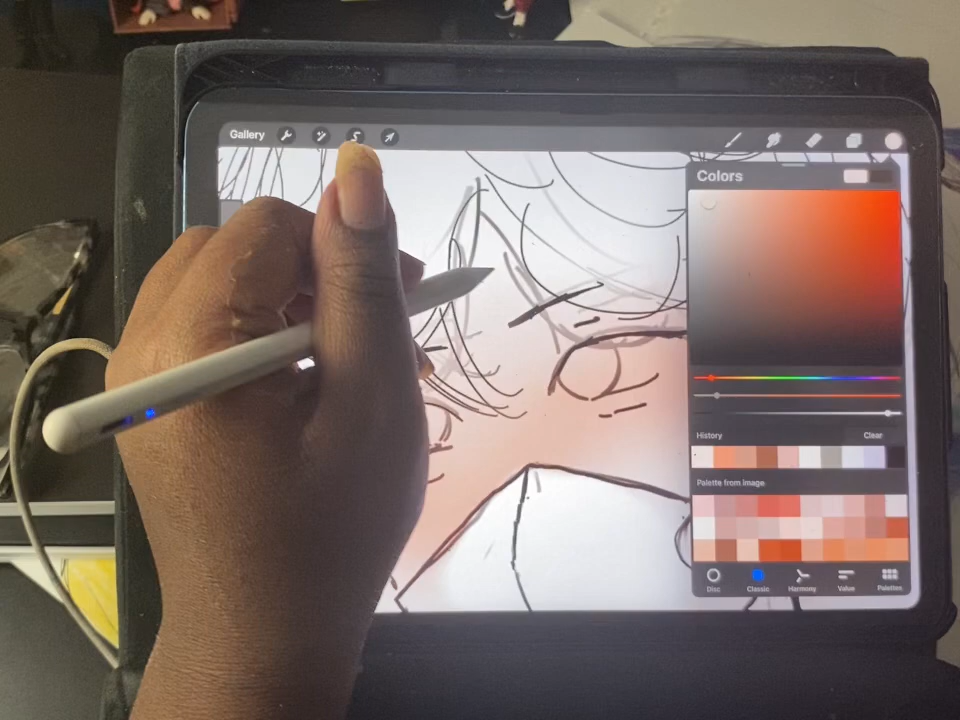 Gallery
Colors
History Clear
Palette from image
Disc Classic Harmony Value Palettes